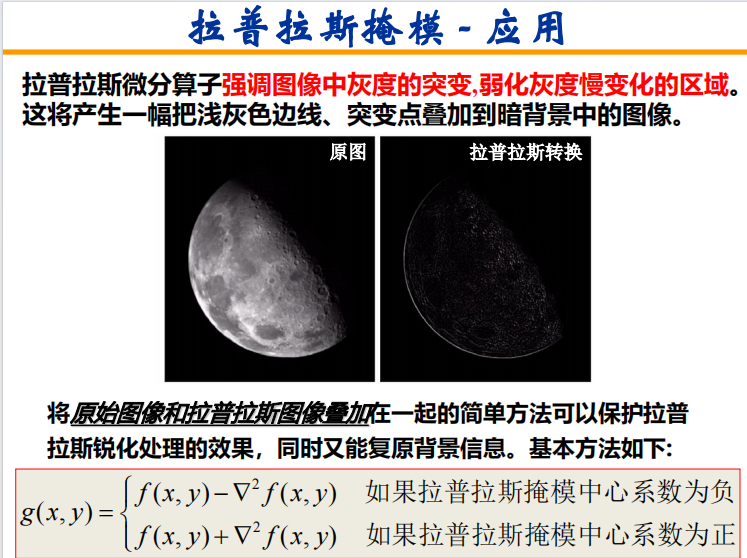 拉普拉斯掩模-应用
拉普拉斯微分算子强调图像中灰度的突变,弱化灰度慢变化的区域。
这将产生一幅把浅灰色边线、突变点叠加到暗背景中的图像。
原图
拉普拉斯转换
将原始图像和拉普拉斯图像叠加在一起的简单方法可以保护拉普
拉斯锐化处理的效果，同时又能复原背景信息。基本方法如下:
g(x, y) = { f(x, y) − ∇² f(x, y) 如果拉普拉斯掩模中心系数为负
f(x, y) + ∇² f(x, y) 如果拉普拉斯掩模中心系数为正